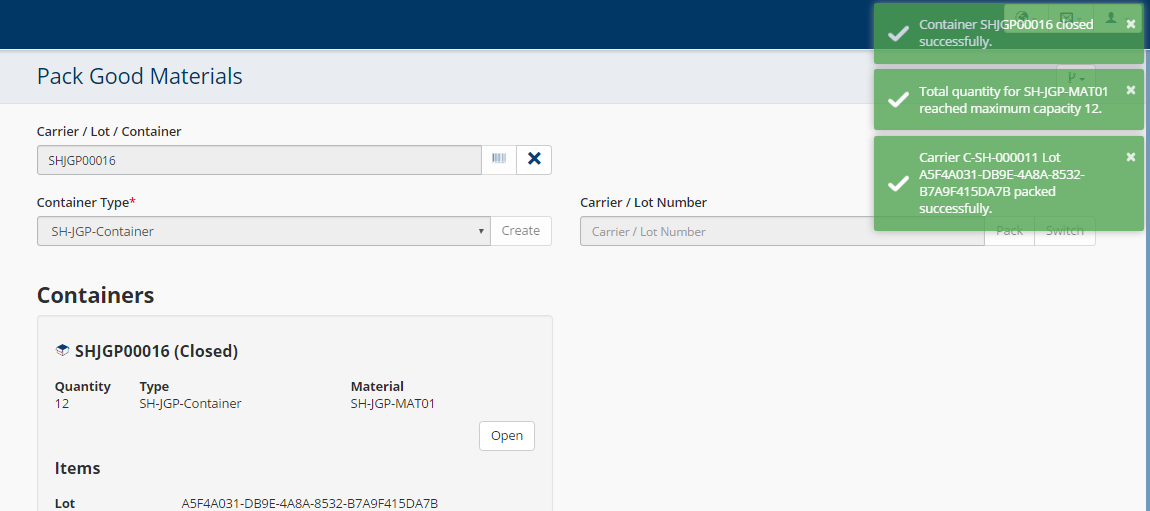 Container SHJGP00016 closed
successfully.
Total quantity for SH-JGP-MAT01
reached maximum capacity 12.
Carrier C-SH-000011 Lot
A5F4A031-DB9E-4A8A-8532-
B7A9F415DA7B packed
successfully.
Pack Good Materials
Carrier / Lot / Container
SHJGP00016
Container Type*
SH-JGP-Container
Create
Carrier / Lot Number
Carrier / Lot Number
Pack
Switch
Containers
SHJGP00016 (Closed)
Quantity Type Material
12 SH-JGP-Container SH-JGP-MAT01
Open
Items
Lot A5F4A031-DB9E-4A8A-8532-B7A9F415DA7B